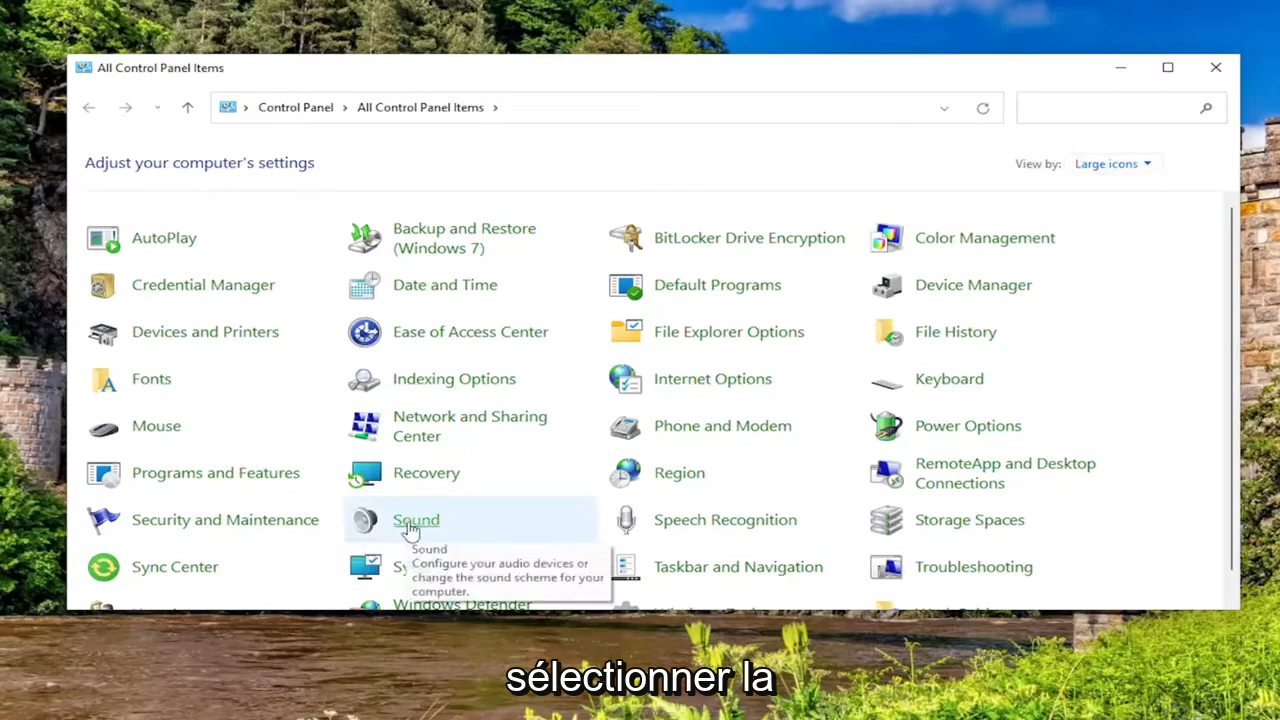 All Control Panel Items
Control Panel > All Control Panel Items >
Adjust your computer's settings
View by: Large icons
AutoPlay
Backup and Restore
(Windows 7)
BitLocker Drive Encryption
Color Management
Credential Manager
Date and Time
Default Programs
Device Manager
Devices and Printers
Ease of Access Center
File Explorer Options
File History
Fonts
Indexing Options
Internet Options
Keyboard
Mouse
Network and Sharing
Center
Phone and Modem
Power Options
Programs and Features
Recovery
Region
RemoteApp and Desktop
Connections
Security and Maintenance
Sound
Speech Recognition
Storage Spaces
Sync Center
Sound
Configure your audio devices or
change the sound scheme for your
computer.
Taskbar and Navigation
Troubleshooting
Windows Defender
sélectionner la